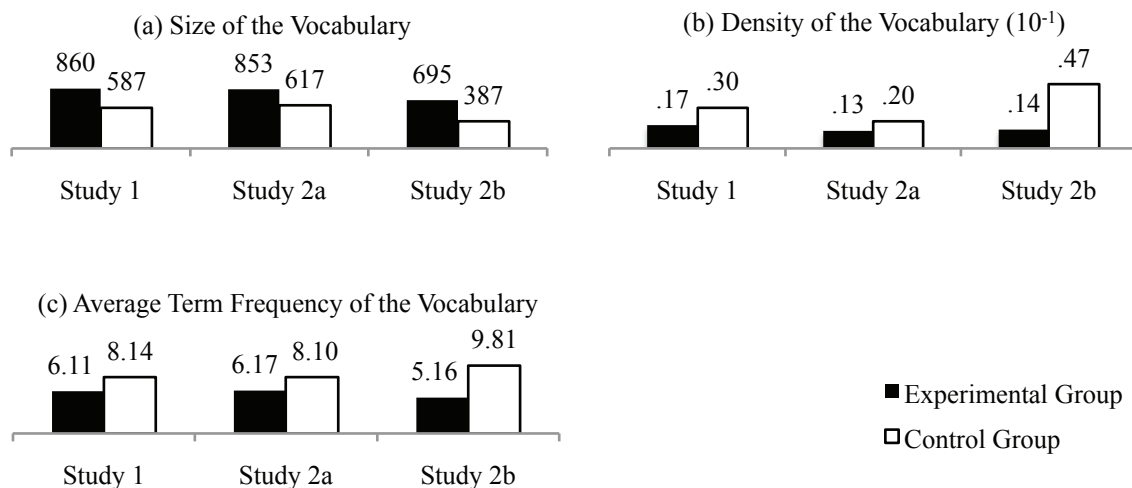 (a) Size of the Vocabulary
860 587 853 617 695 387
Study 1 Study 2a Study 2b
(b) Density of the Vocabulary (10⁻¹)
.17 .30 .13 .20 .14 .47
Study 1 Study 2a Study 2b
(c) Average Term Frequency of the Vocabulary
6.11 8.14 6.17 8.10 5.16 9.81
Study 1 Study 2a Study 2b
Experimental Group
Control Group